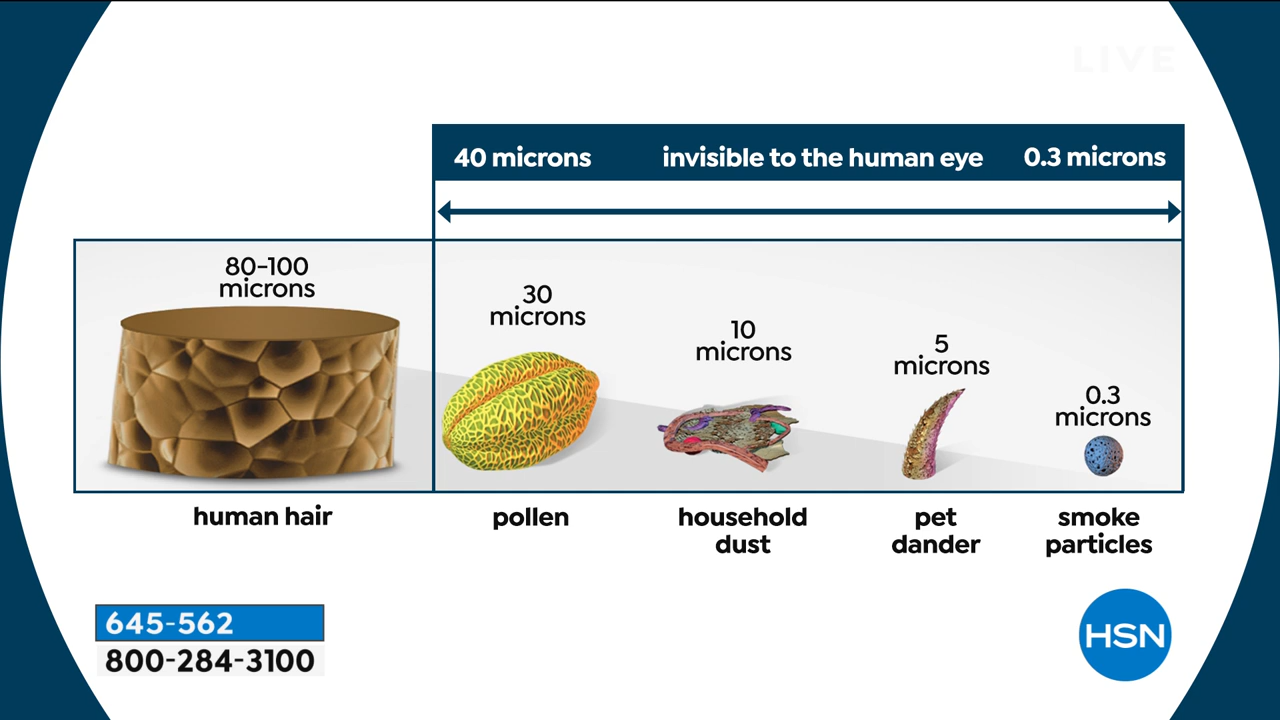 LIVE
40 microns invisible to the human eye 0.3 microns
80-100
microns
30
microns
10
microns
5
microns
0.3
microns
human hair
pollen
household
dust
pet
dander
smoke
particles
645-562
800-284-3100
HSN